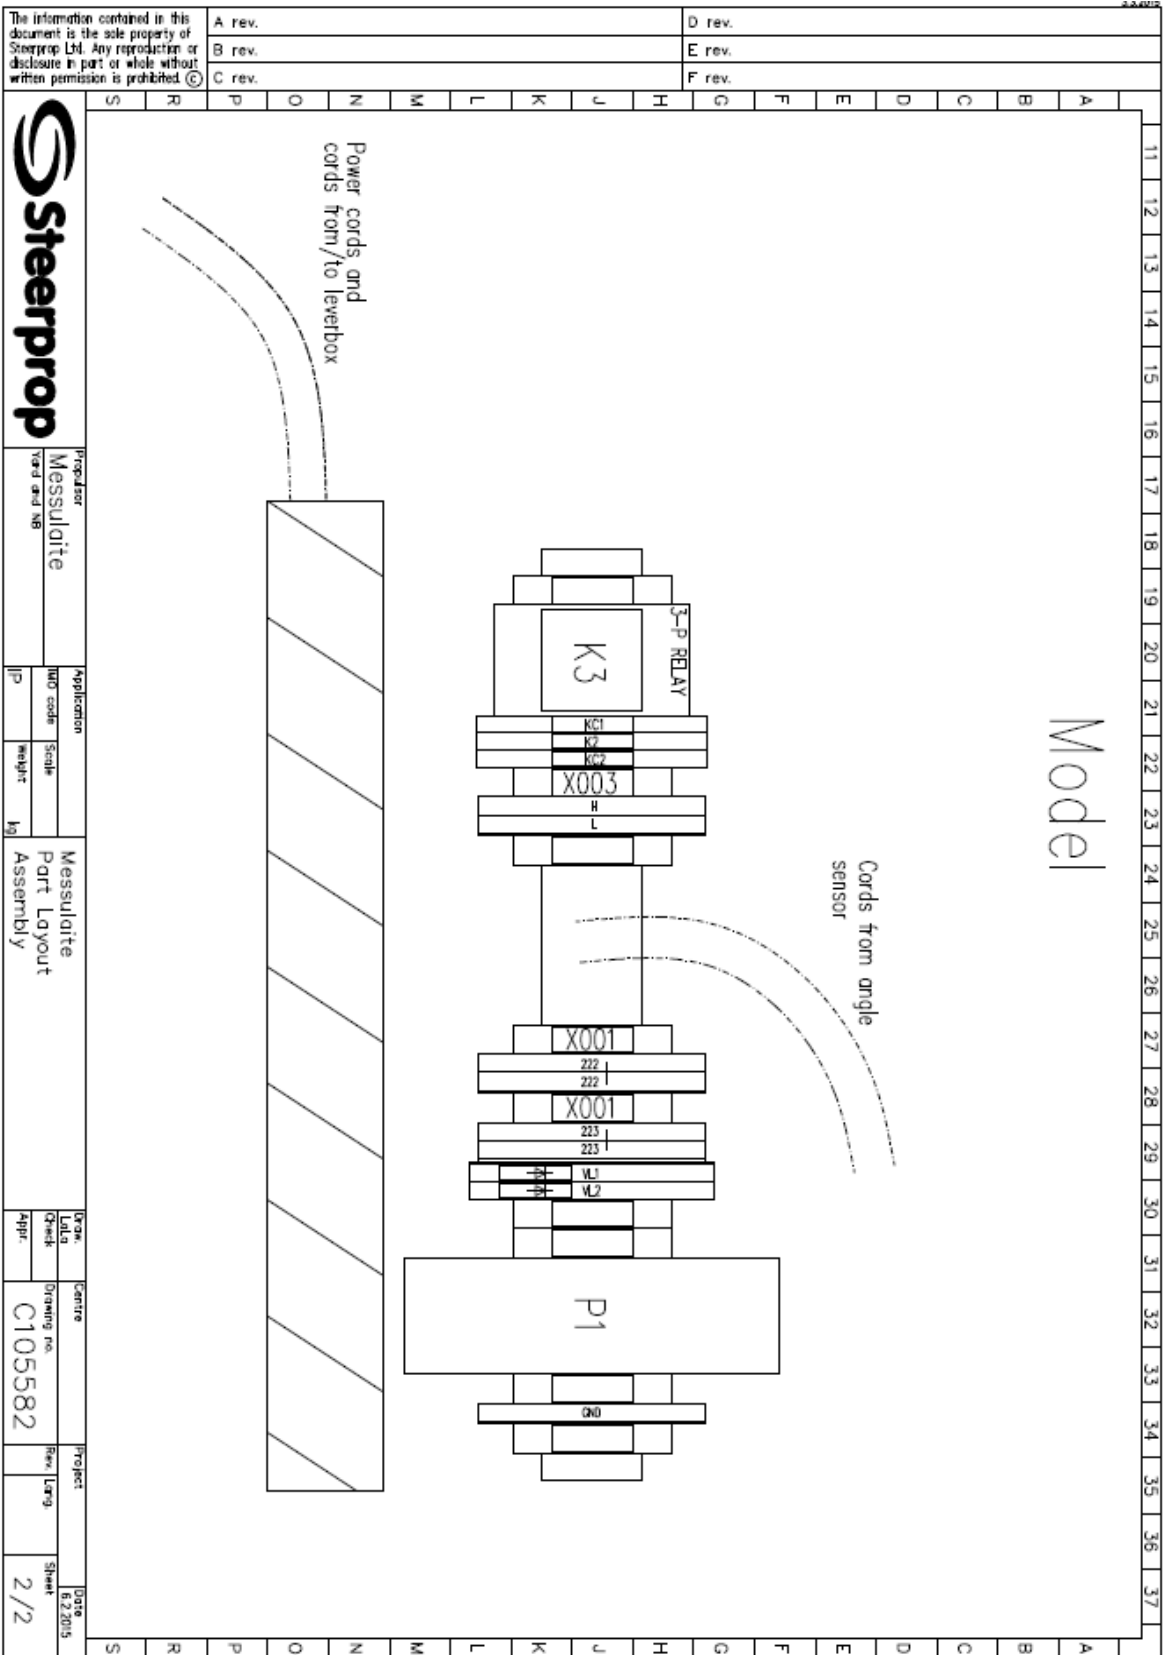 3.3.2015
The information contained in this
document is the sole property of
Steerprop Ltd. Any reproduction or
disclosure in part or whole without
written permission is prohibited. ©
A rev.
B rev.
C rev.
D rev.
E rev.
F rev.
S R P O N M L K J H G F E D C B A
11 12 13 14 15 16 17 18 19 20 21 22 23 24 25 26 27 28 29 30 31 32 33 34 35 36 37
Model
Power cords and
cords from/to leverbox
Cords from angle
sensor
3-P RELAY
K3
KC1
K2
KC2
X003
H
L
X001
222
222
X001
223
223
VL1
VL2
P1
GND
S R P O N M L K J H G F E D C B A
Steerprop
Propulsor
Messulaite
Yard and NB
Application
IMO code
Scale
IP
Weight
kg
Messulaite
Part Layout
Assembly
Draw.
LaLa
Check
Appr.
Centre
Drawing no.
C105582
Project
Rev.
Lang.
Date
6.2.2015
Sheet
2/2